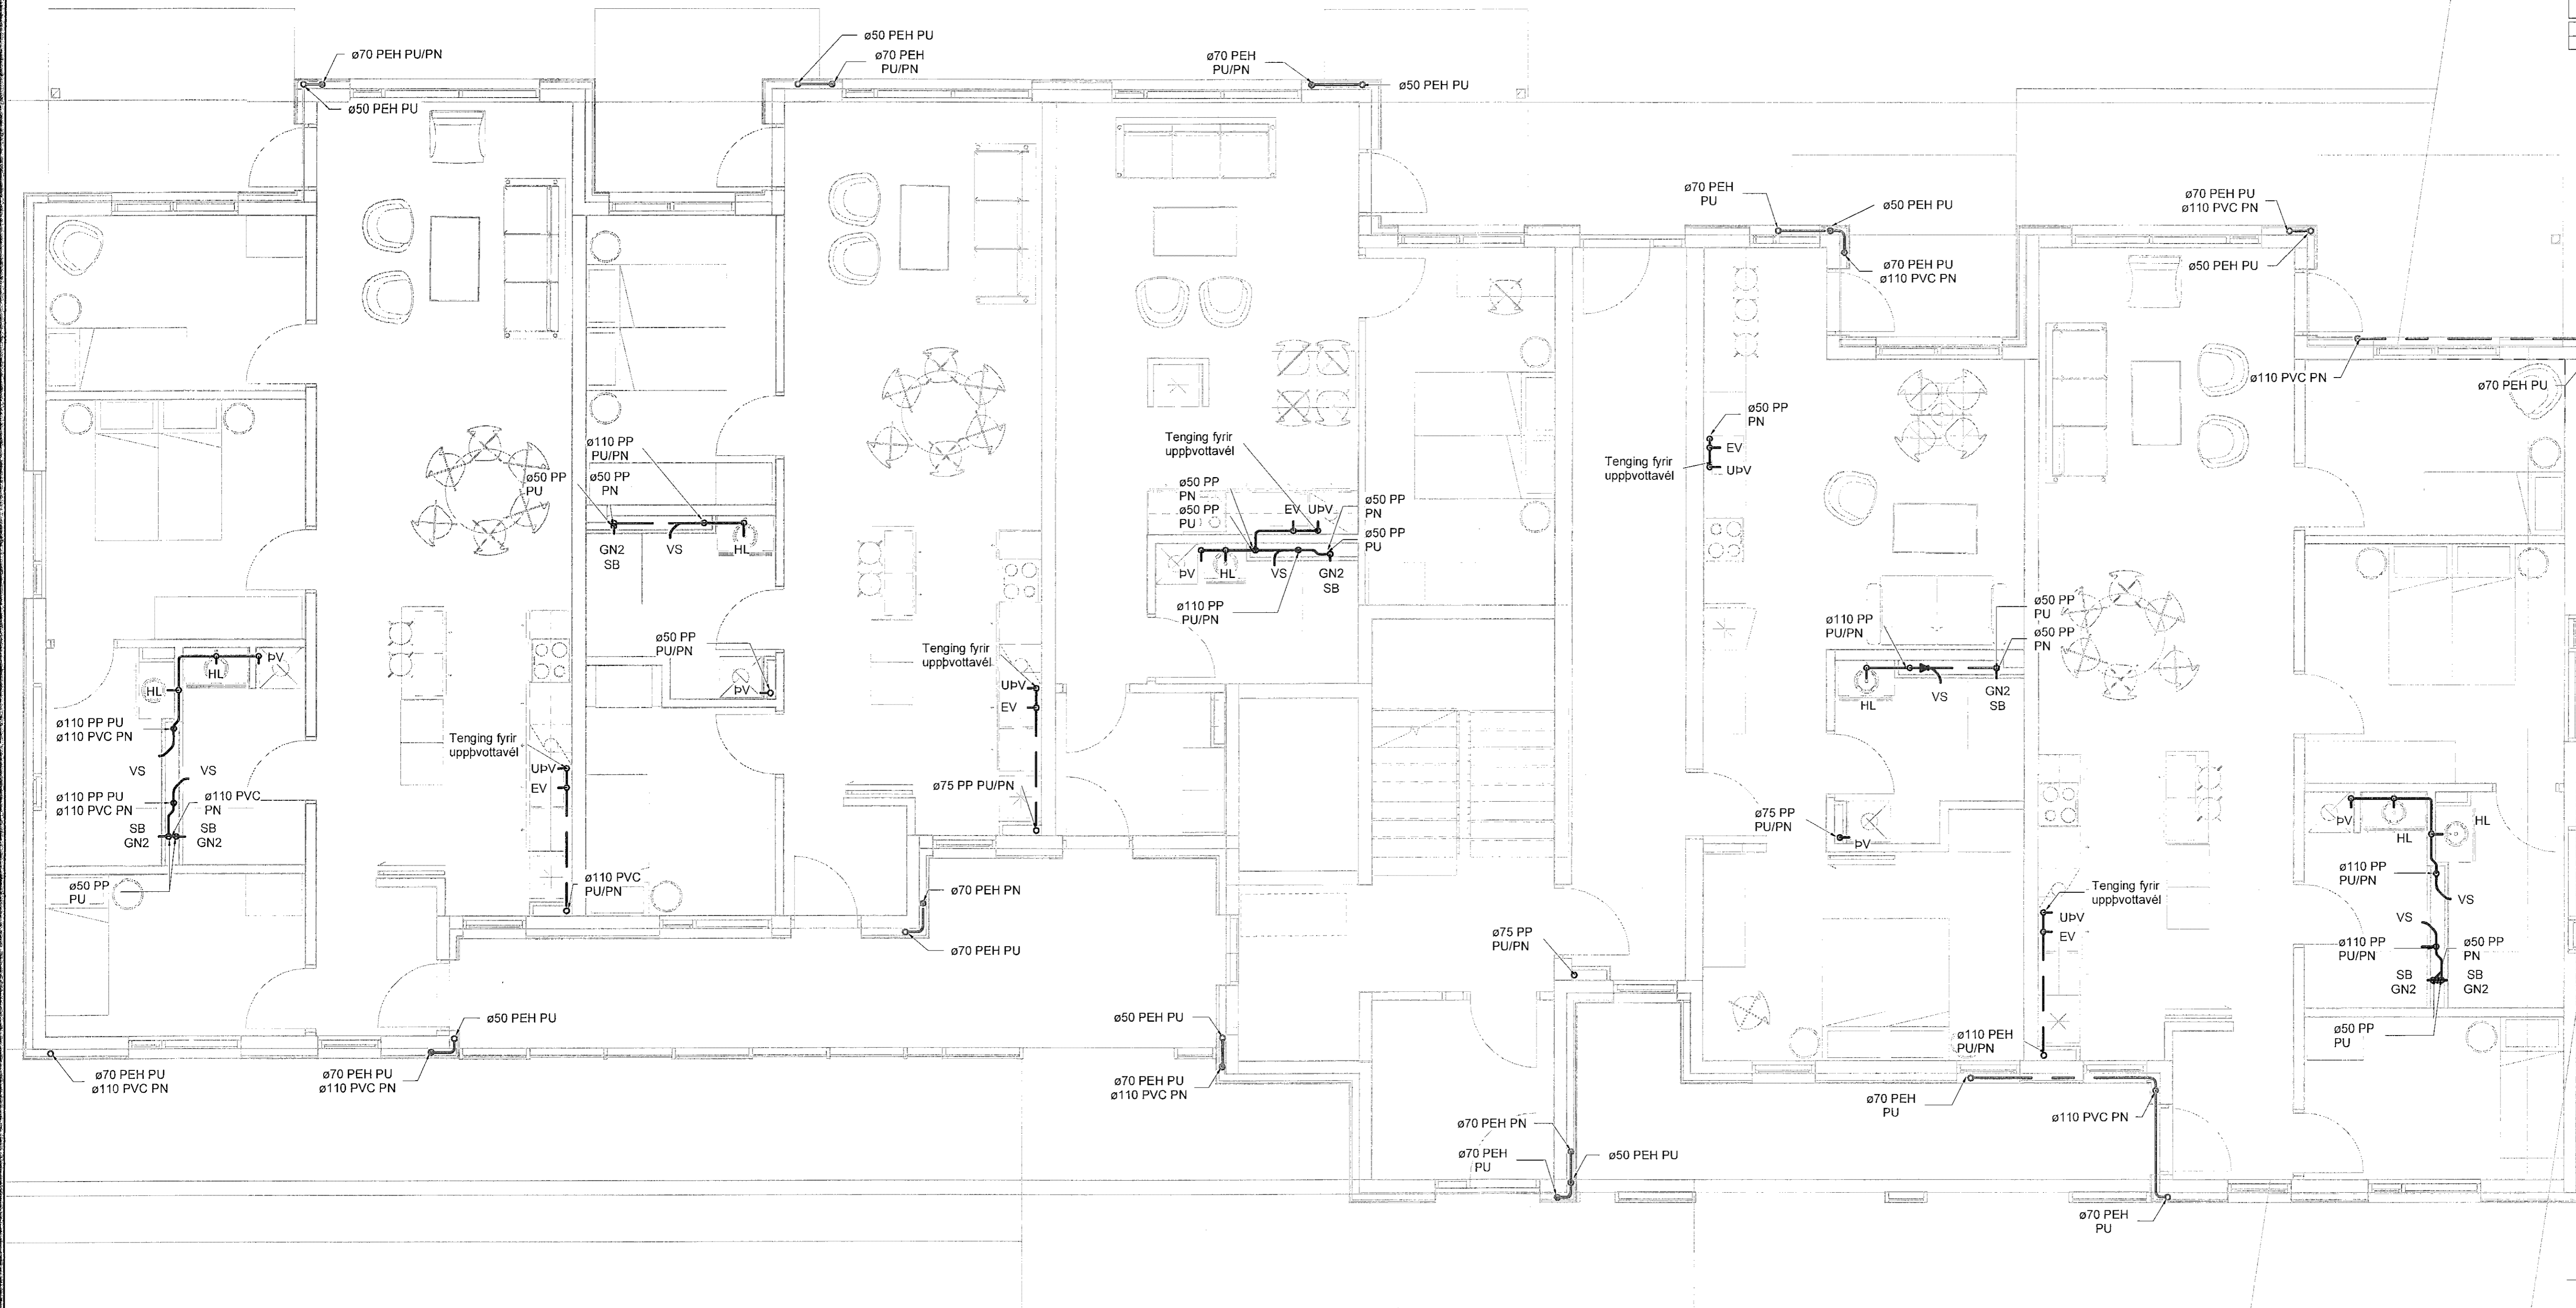 ø50 PEH PU
ø70 PEH PU/PN
ø70 PEH
PU/PN
ø70 PEH
PU/PN
ø50 PEH PU
ø50 PEH PU
ø70 PEH
PU
ø50 PEH PU
ø70 PEH PU
ø110 PVC PN
ø70 PEH PU
ø110 PVC PN
ø50 PEH PU
ø110 PVC PN
ø70 PEH PU
ø110 PP
PU/PN
ø50 PP
PU
ø50 PP
PN
GN2
SB
VS
HL
Tenging fyrir
uppþvottavél
ø50 PP
PN
ø50 PP
PU
EV
UÞV
ø50 PP
PN
ø50 PP
PU
ÞV
HL
VS
GN2
SB
ø110 PP
PU/PN
ø50 PP
PN
EV
UÞV
Tenging fyrir
uppþvottavél
ø50 PP
PU/PN
ÞV
HL
HL
ÞV
ø110 PP PU
ø110 PVC PN
VS
VS
ø110 PP PU
ø110 PVC PN
ø110 PVC
PN
SB
GN2
SB
GN2
ø50 PP
PU
Tenging fyrir
uppþvottavél
UÞV
EV
ø110 PVC
PU/PN
Tenging fyrir
uppþvottavél
UÞV
EV
ø75 PP PU/PN
ø110 PP
PU/PN
ø50 PP
PU
ø50 PP
PN
HL
VS
GN2
SB
ø75 PP
PU/PN
ÞV
ÞV
HL
HL
ø110 PP
PU/PN
VS
VS
ø110 PP
PU/PN
ø50 PP
PN
SB
GN2
SB
GN2
ø50 PP
PU
Tenging fyrir
uppþvottavél
UÞV
EV
ø110 PEH
PU/PN
ø70 PEH PN
ø70 PEH PU
ø75 PP
PU/PN
ø50 PEH PU
ø50 PEH PU
ø70 PEH PU
ø110 PVC PN
ø70 PEH PU
ø110 PVC PN
ø70 PEH PU
ø110 PVC PN
ø70 PEH
PU
ø110 PVC PN
ø70 PEH PN
ø70 PEH
PU
ø50 PEH PU
ø70 PEH
PU